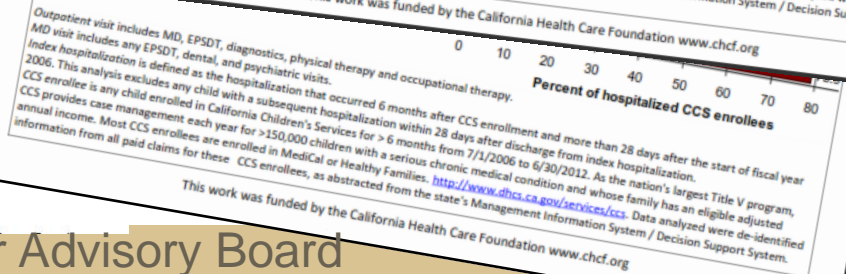 work was funded by the California Health Care Foundation www.chcf.org
System / Decision Su
0 10 20 30 40 50 60 70 80
Percent of hospitalized CCS enrollees
Outpatient visit includes MD, EPSDT, diagnostics, physical therapy and occupational therapy.
MD visit includes any EPSDT, dental, and psychiatric visits.
Index hospitalization is defined as the hospitalization that occurred 6 months after CCS enrollment and more than 28 days after the start of fiscal year
2006. This analysis excludes any child with a subsequent hospitalization within 28 days after discharge from index hospitalization.
CCS enrollee is any child enrolled in California Children's Services for > 6 months from 7/1/2006 to 6/30/2012. As the nation's largest Title V program,
CCS provides case management each year for >150,000 children with a serious chronic medical condition and whose family has an eligible adjusted
annual income. Most CCS enrollees are enrolled in MediCal or Healthy Families. http://www.dhcs.ca.gov/services/ccs. Data analyzed were de-identified
information from all paid claims for these CCS enrollees, as abstracted from the state's Management Information System / Decision Support System.
This work was funded by the California Health Care Foundation www.chcf.org
r Advisory Board